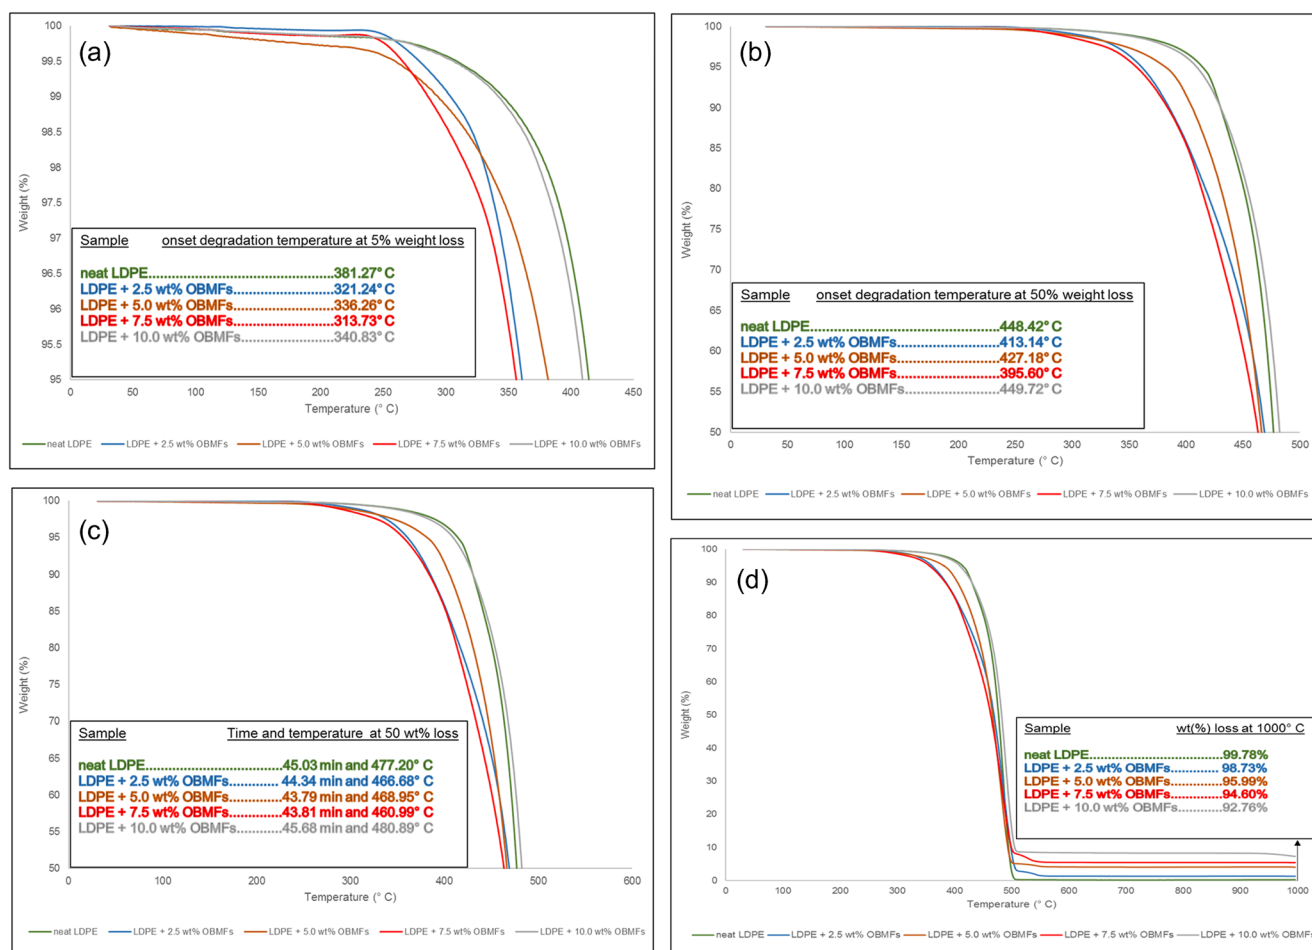 (a)
Weight (%)
100
99.5
99
98.5
98
97.5
97
96.5
96
95.5
95
Sample onset degradation temperature at 5% weight loss
neat LDPE..................................................381.27° C
LDPE + 2.5 wt% OBMFs...........................321.24° C
LDPE + 5.0 wt% OBMFs...........................336.26° C
LDPE + 7.5 wt% OBMFs...........................313.73° C
LDPE + 10.0 wt% OBMFs.........................340.83° C
0 50 100 150 200 250 300 350 400 450
Temperature (° C)
neat LDPE LDPE + 2.5 wt% OBMFs LDPE + 5.0 wt% OBMFs LDPE + 7.5 wt% OBMFs LDPE + 10.0 wt% OBMFs
(b)
Weight (%)
100
95
90
85
80
75
70
65
60
55
50
Sample onset degradation temperature at 50% weight loss
neat LDPE..................................................448.42° C
LDPE + 2.5 wt% OBMFs...........................413.14° C
LDPE + 5.0 wt% OBMFs...........................427.18° C
LDPE + 7.5 wt% OBMFs...........................395.60° C
LDPE + 10.0 wt% OBMFs.........................449.72° C
0 50 100 150 200 250 300 350 400 450 500
Temperature (° C)
neat LDPE LDPE + 2.5 wt% OBMFs LDPE + 5.0 wt% OBMFs LDPE + 7.5 wt% OBMFs LDPE + 10.0 wt% OBMFs
(c)
Weight (%)
100
95
90
85
80
75
70
65
60
55
50
Sample Time and temperature at 50 wt% loss
neat LDPE...............................45.03 min and 477.20° C
LDPE + 2.5 wt% OBMFs........ 44.34 min and 466.68° C
LDPE + 5.0 wt% OBMFs........43.79 min and 468.95° C
LDPE + 7.5 wt% OBMFs........43.81 min and 460.99° C
LDPE + 10.0 wt% OBMFs.......45.68 min and 480.89° C
0 100 200 300 400 500 600
Temperature (° C)
neat LDPE LDPE + 2.5 wt% OBMFs LDPE + 5.0 wt% OBMFs LDPE + 7.5 wt% OBMFs LDPE + 10.0 wt% OBMFs
(d)
Weight (%)
100
90
80
70
60
50
40
30
20
10
0
Sample wt(%) loss at 1000° C
neat LDPE.................................99.78%
LDPE + 2.5 wt% OBMFs.......... 98.73%
LDPE + 5.0 wt% OBMFs...........95.99%
LDPE + 7.5 wt% OBMFs...........94.60%
LDPE + 10.0 wt% OBMFs.........92.76%
0 100 200 300 400 500 600 700 800 900 1000
Temperature (° C)
neat LDPE LDPE + 2.5 wt% OBMFs LDPE + 5.0 wt% OBMFs LDPE + 7.5 wt% OBMFs LDPE + 10.0 wt% OBMFs